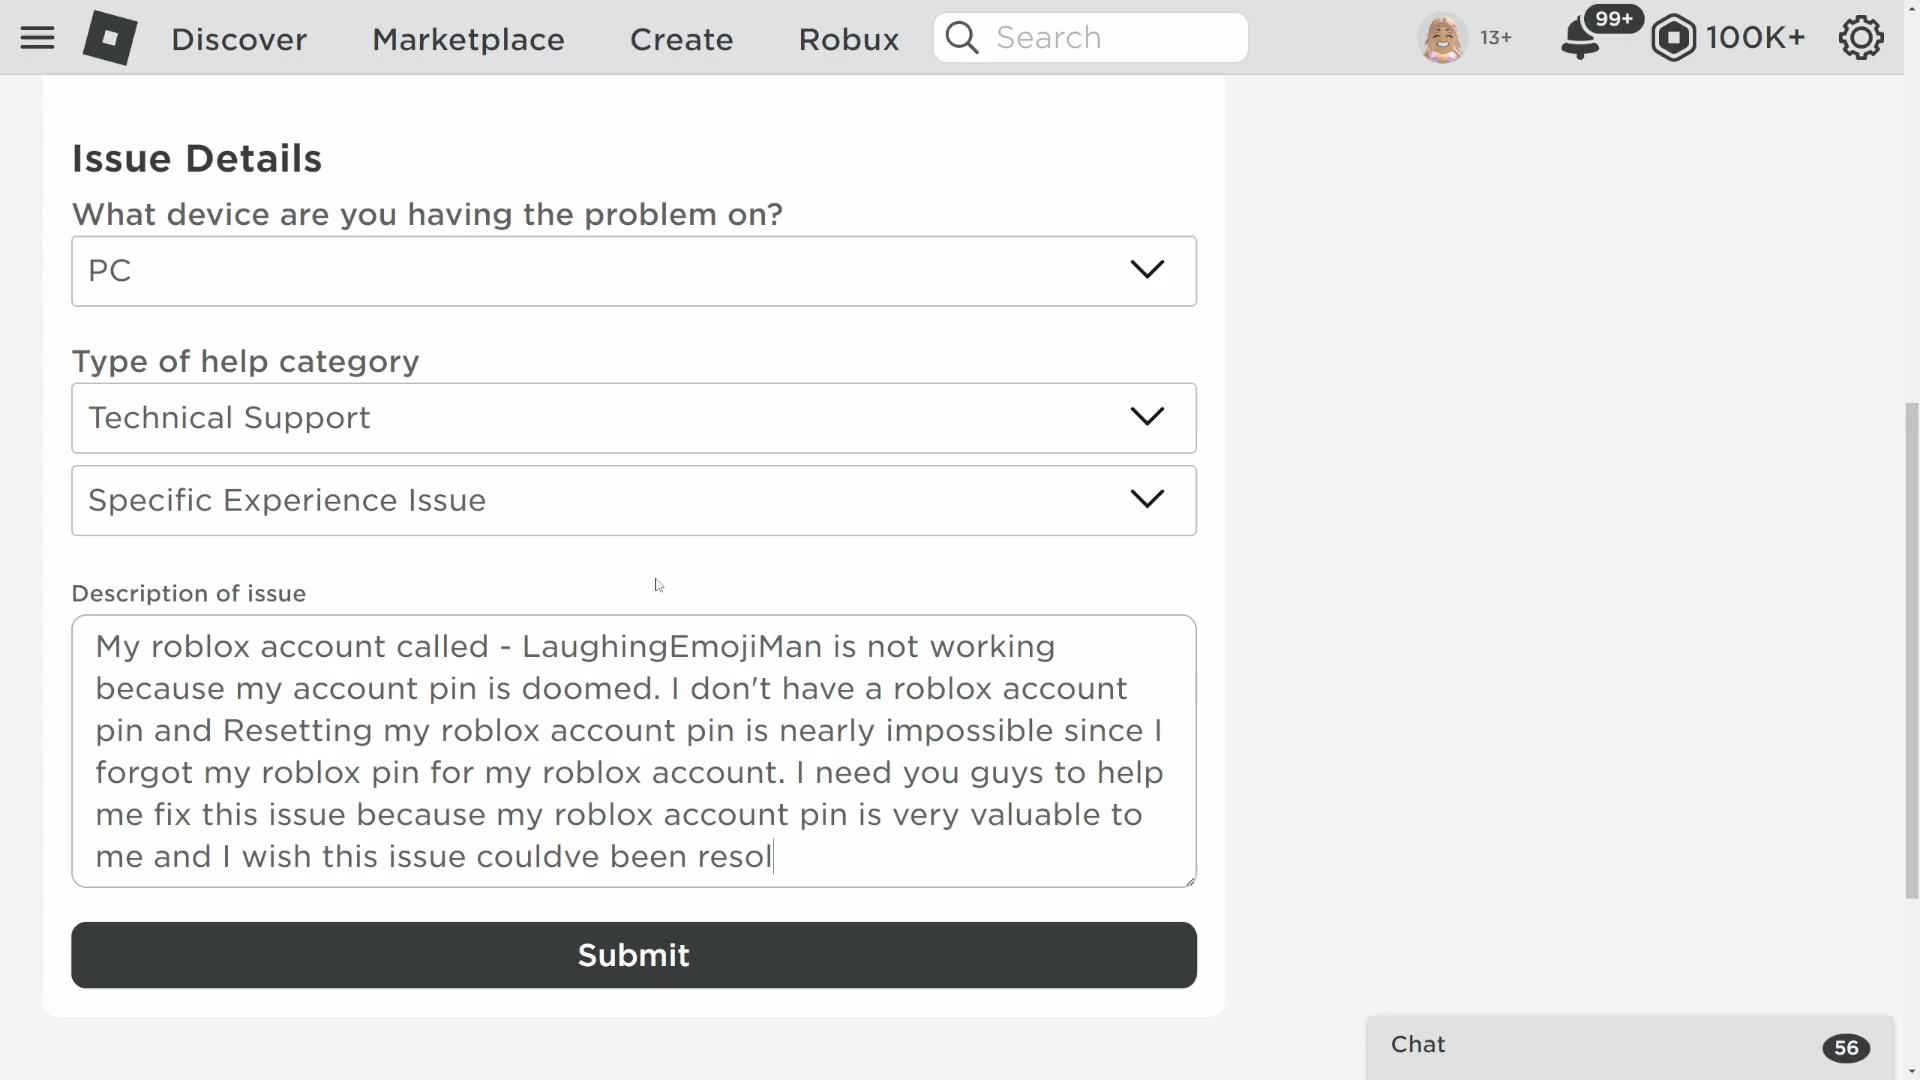 Discover Marketplace Create Robux Search 13+ 99+ 100K+
Issue Details
What device are you having the problem on?
PC
Type of help category
Technical Support
Specific Experience Issue
Description of issue
My roblox account called - LaughingEmojiMan is not working
because my account pin is doomed. I don't have a roblox account
pin and Resetting my roblox account pin is nearly impossible since I
forgot my roblox pin for my roblox account. I need you guys to help
me fix this issue because my roblox account pin is very valuable to
me and I wish this issue couldve been resol
Submit
Chat 56